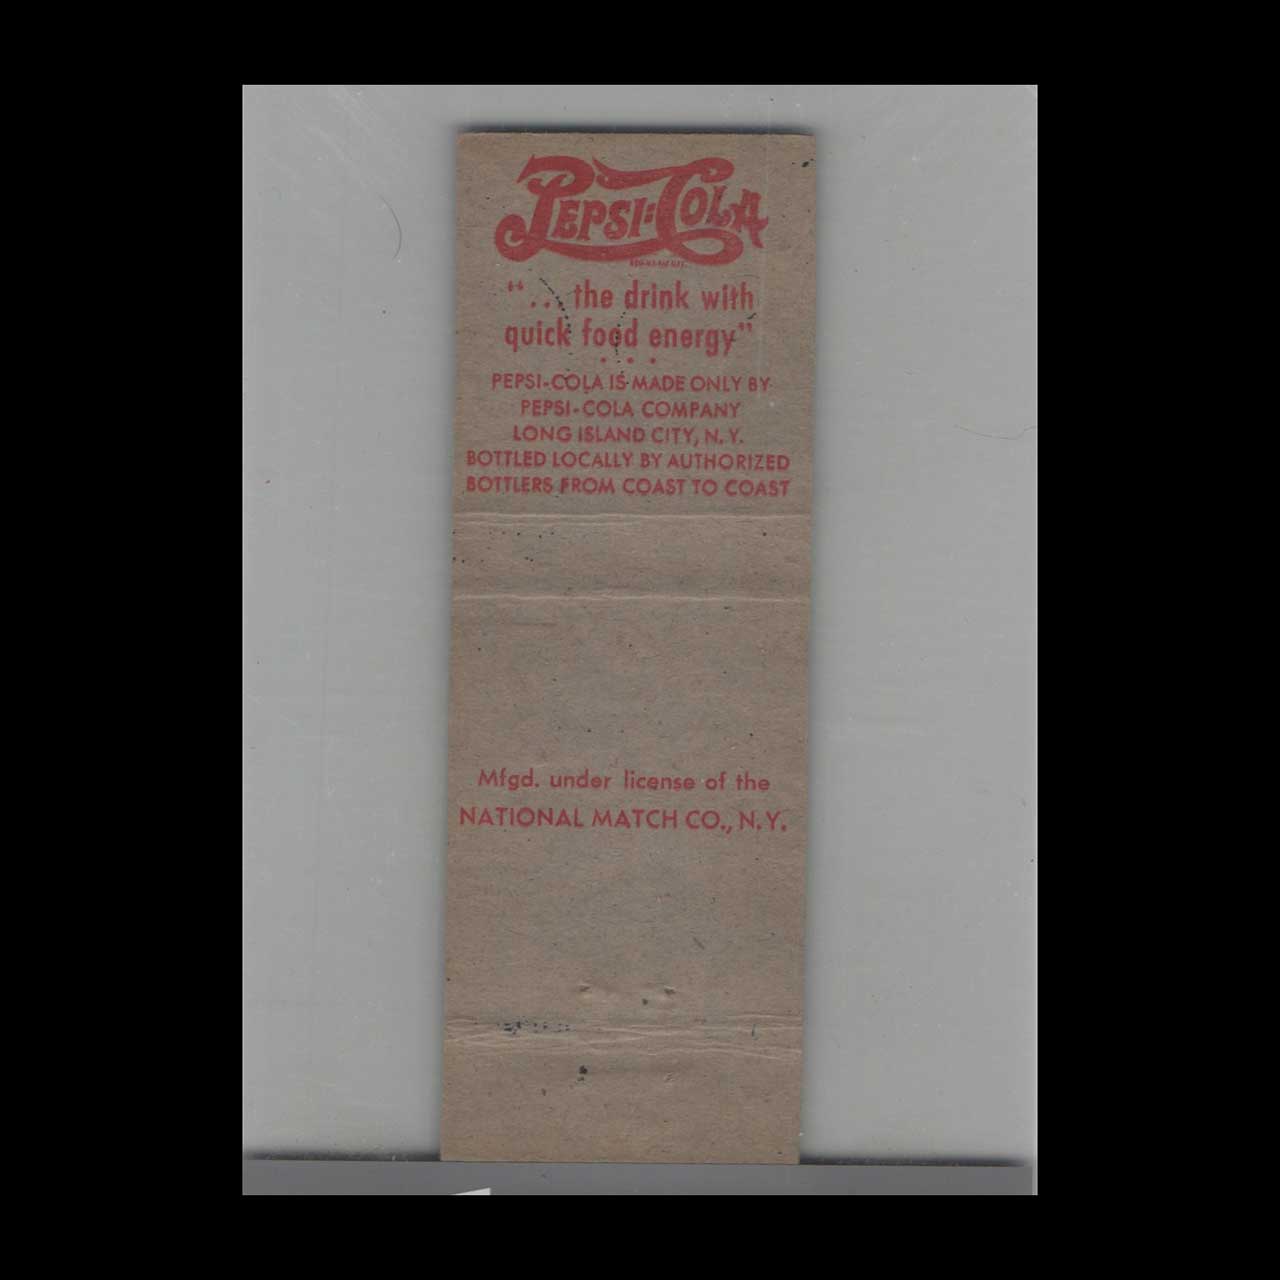 PEPSI=COLA
"... the drink with
quick food energy"
PEPSI-COLA IS MADE ONLY BY
PEPSI-COLA COMPANY
LONG ISLAND CITY, N.Y.
BOTTLED LOCALLY BY AUTHORIZED
BOTTLERS FROM COAST TO COAST
Mfgd. under license of the
NATIONAL MATCH CO., N.Y.